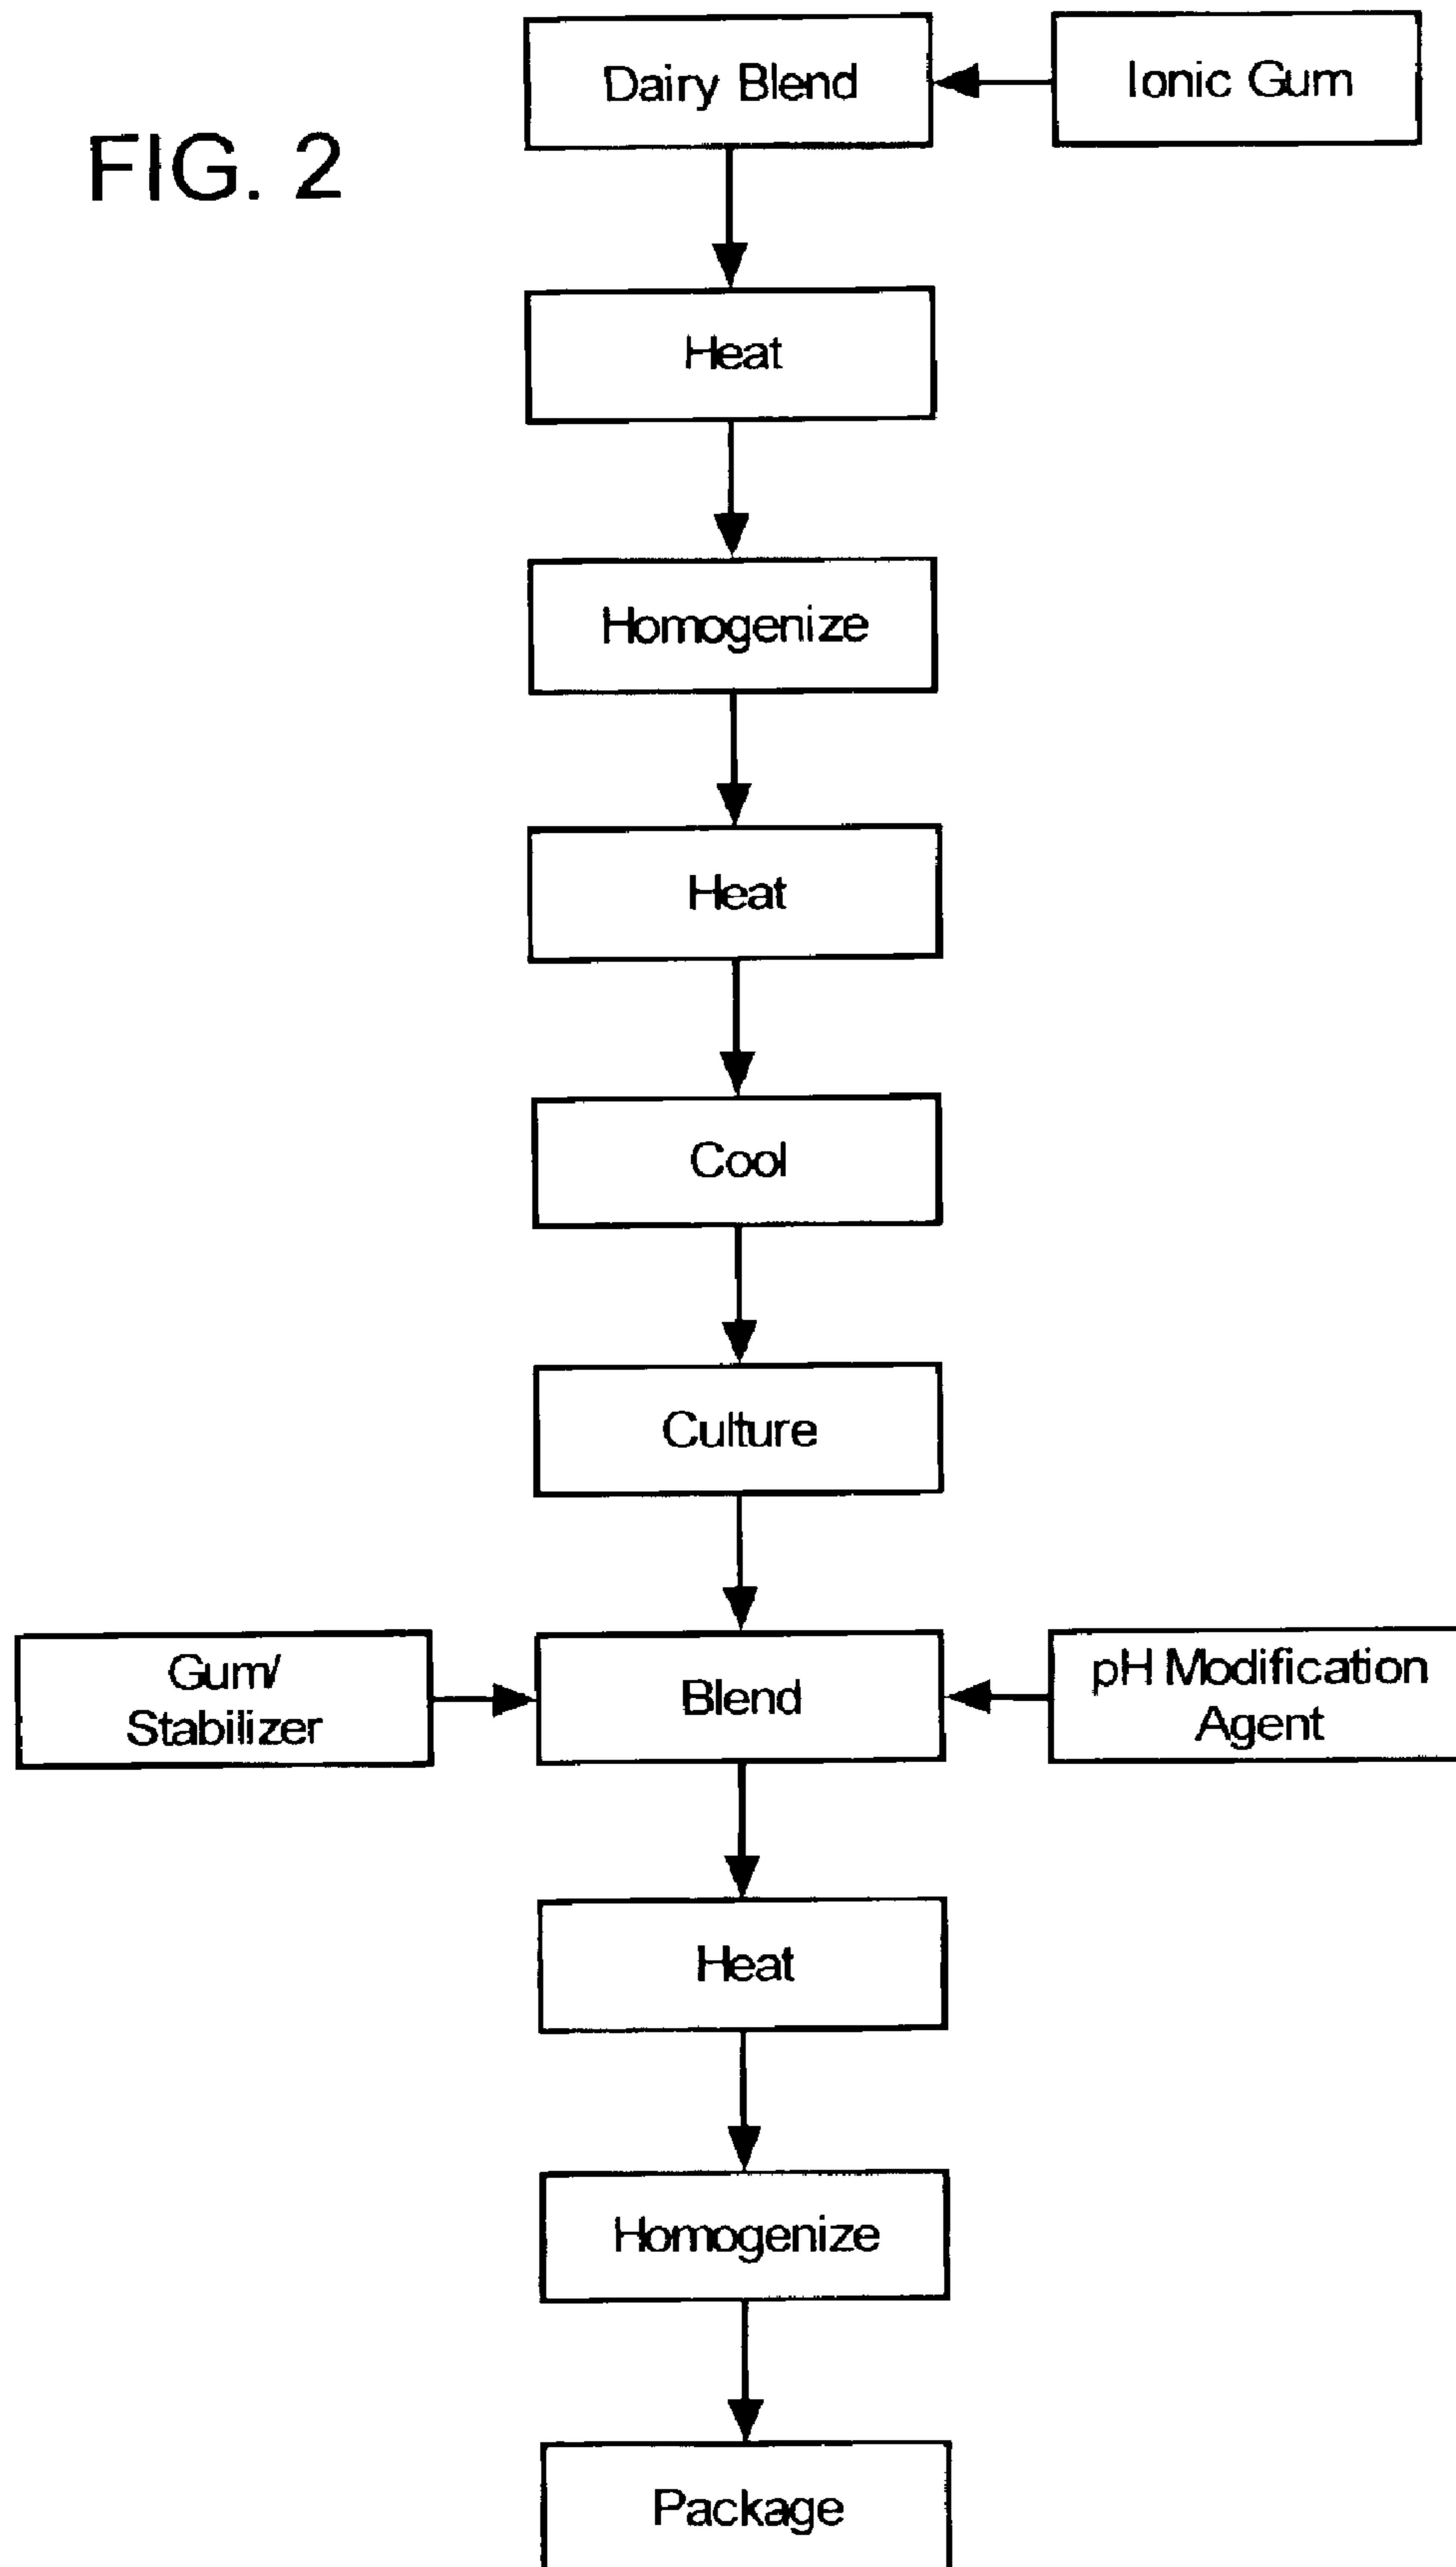 Dairy Blend
Ionic Gum
FIG. 2
Heat
Homogenize
Heat
Cool
Culture
Gum/
Stabilizer
Blend
pH Modification
Agent
Heat
Homogenize
Package